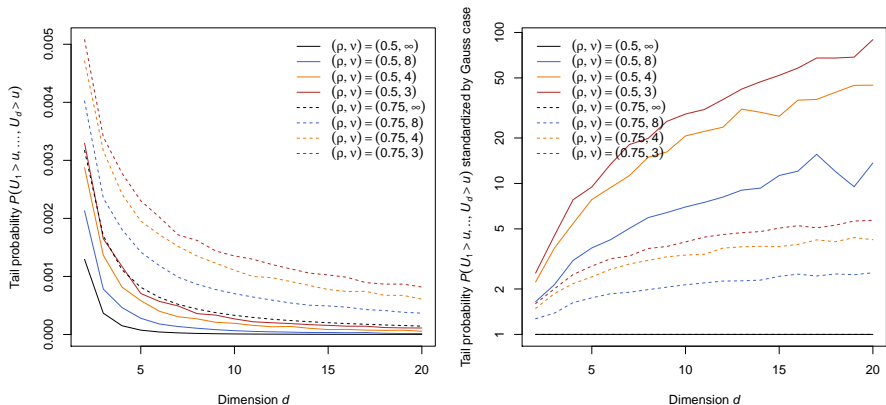 Tail probability P(U₁ > u, ..., U_d > u)
0.005
0.004
0.003
0.002
0.001
0.000
(ρ, ν) = (0.5, ∞)
(ρ, ν) = (0.5, 8)
(ρ, ν) = (0.5, 4)
(ρ, ν) = (0.5, 3)
(ρ, ν) = (0.75, ∞)
(ρ, ν) = (0.75, 8)
(ρ, ν) = (0.75, 4)
(ρ, ν) = (0.75, 3)
5 10 15 20
Dimension d
Tail probability P(U₁ > u, ..., U_d > u) standardized by Gauss case
100
50
20
10
5
2
1
(ρ, ν) = (0.5, ∞)
(ρ, ν) = (0.5, 8)
(ρ, ν) = (0.5, 4)
(ρ, ν) = (0.5, 3)
(ρ, ν) = (0.75, ∞)
(ρ, ν) = (0.75, 8)
(ρ, ν) = (0.75, 4)
(ρ, ν) = (0.75, 3)
5 10 15 20
Dimension d